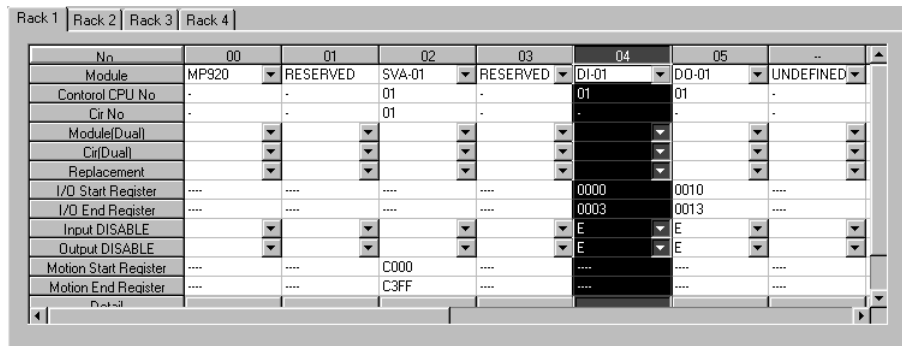 Rack 1 Rack 2 Rack 3 Rack 4
No 00 01 02 03 04 05 --
Module MP920 RESERVED SVA-01 RESERVED DI-01 DO-01 UNDEFINED
Contorol CPU No - - 01 - 01 01 -
Cir No - - 01 - - - -
Module(Dual)
Cir(Dual)
Replacement
I/O Start Register ---- ---- ---- ---- 0000 0010 ----
I/O End Register ---- ---- ---- ---- 0003 0013 ----
Input DISABLE E E
Output DISABLE E E
Motion Start Register ---- ---- C000 ---- ---- ---- ----
Motion End Register ---- ---- C3FF ---- ---- ---- ----
Detail